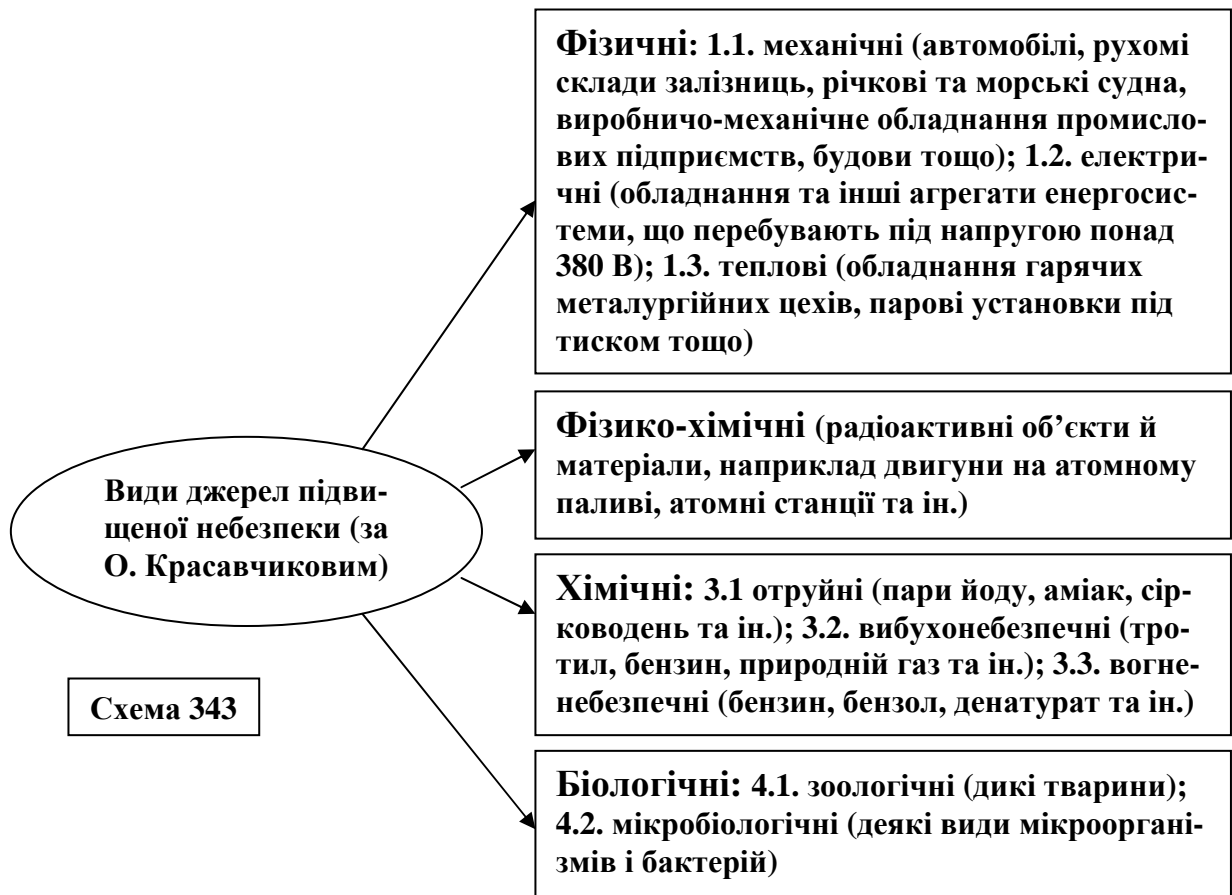 Фізичні: 1.1. механічні (автомобілі, рухомі
склади залізниць, річкові та морські судна,
виробничо-механічне обладнання промисло-
вих підприємств, будови тощо); 1.2. електри-
чні (обладнання та інші агрегати енергосис-
теми, що перебувають під напругою понад
380 В); 1.3. теплові (обладнання гарячих
металургійних цехів, парові установки під
тиском тощо)
Фізико-хімічні (радіоактивні об’єкти й
матеріали, наприклад двигуни на атомному
паливі, атомні станції та ін.)
Види джерел підви-
щеної небезпеки (за
О. Красавчиковим)
Хімічні: 3.1 отруйні (пари йоду, аміак, сір-
ководень та ін.); 3.2. вибухонебезпечні (тро-
тил, бензин, природній газ та ін.); 3.3. вогне-
небезпечні (бензин, бензол, денатурат та ін.)
Схема 343
Біологічні: 4.1. зоологічні (дикі тварини);
4.2. мікробіологічні (деякі види мікрооргані-
змів і бактерій)